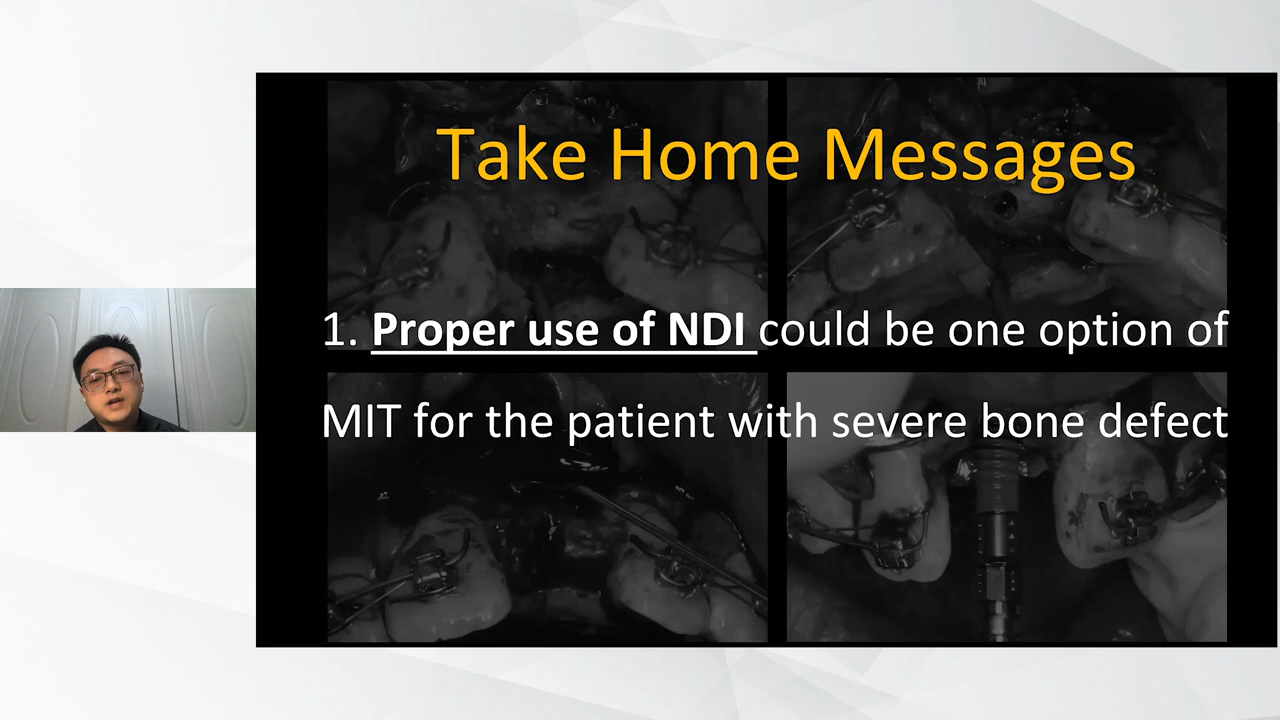 Take Home Messages
1. Proper use of NDI could be one option of
MIT for the patient with severe bone defect